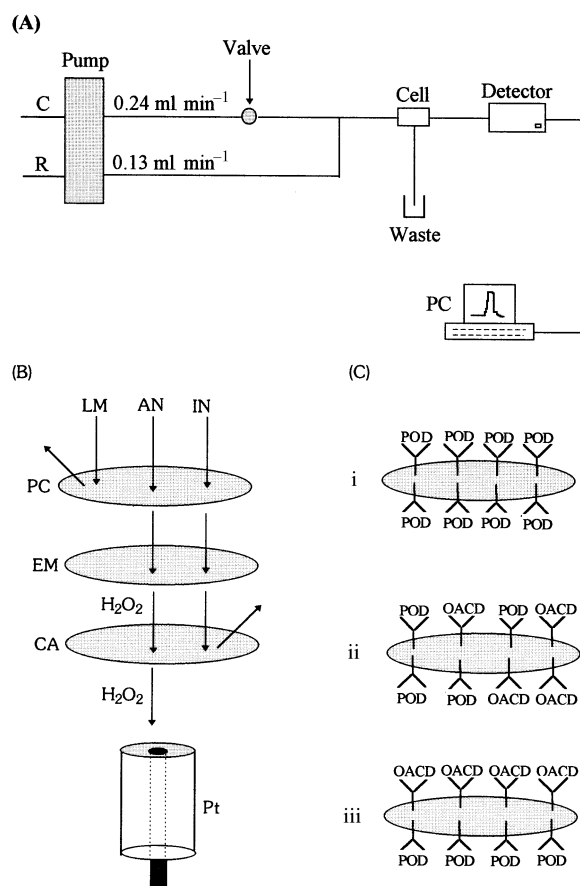 (A)
Valve
Pump
C 0.24 ml min⁻¹ Cell Detector
R 0.13 ml min⁻¹
Waste
PC
(B)
LM AN IN
PC
EM
H₂O₂
CA
H₂O₂
Pt
(C)
POD POD POD POD
i
POD POD POD POD
POD OACD POD OACD
ii
POD POD OACD OACD
OACD OACD OACD OACD
iii
POD POD POD POD